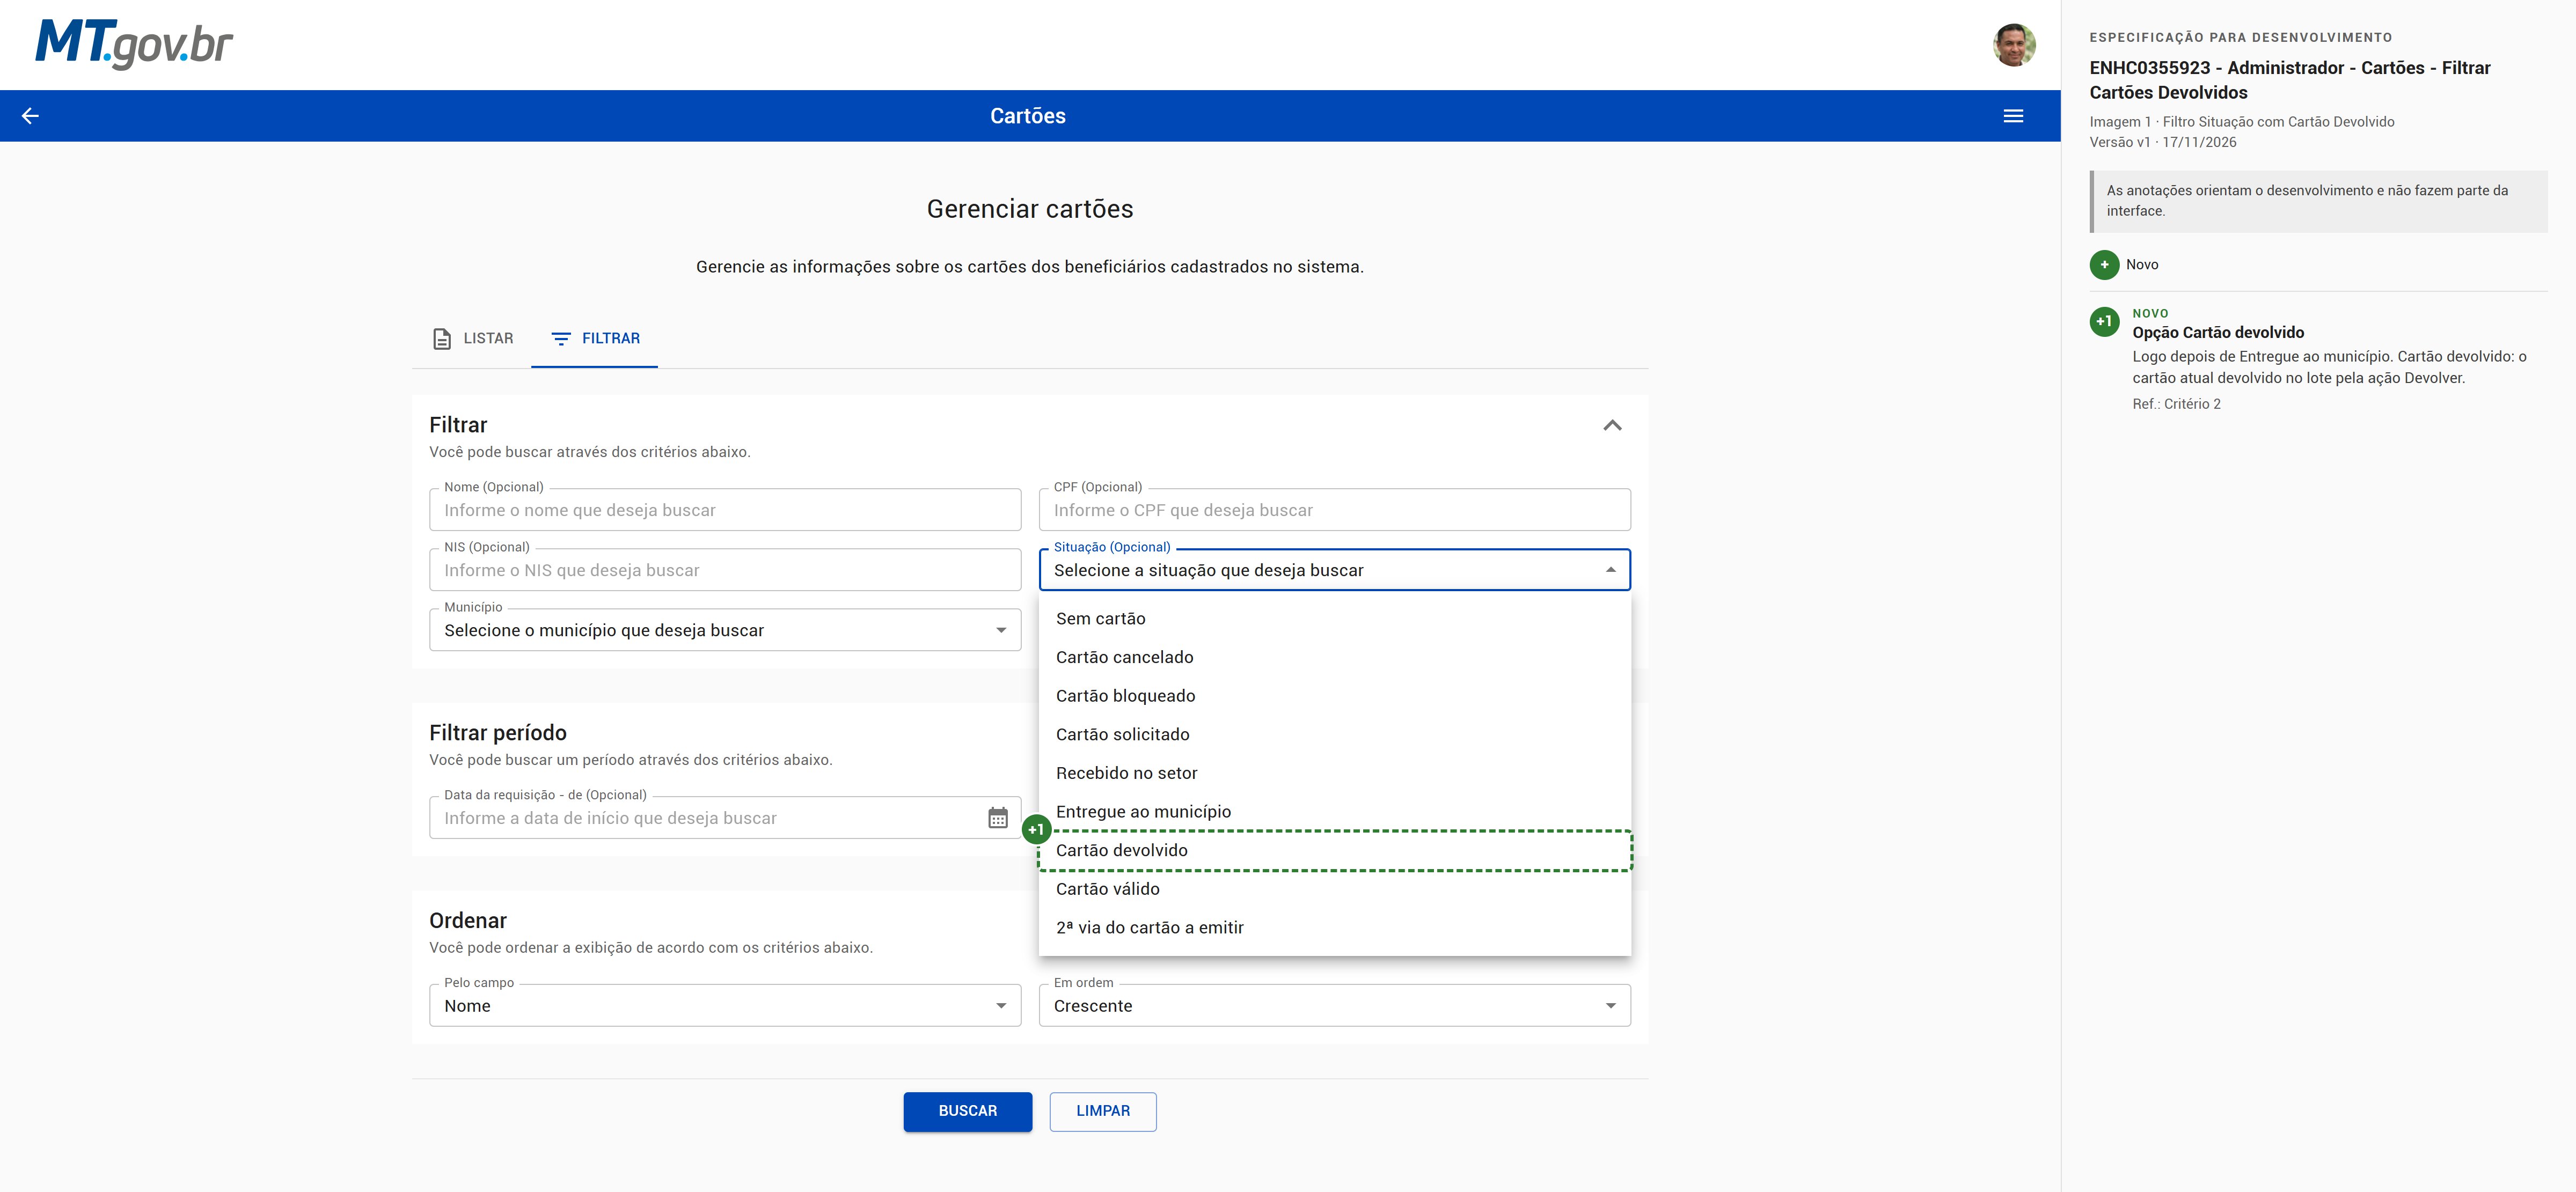 MT.gov.br
Cartões
Gerenciar cartões
Gerencie as informações sobre os cartões dos beneficiários cadastrados no sistema.
LISTAR
FILTRAR
Filtrar
Você pode buscar através dos critérios abaixo.
Nome (Opcional)
Informe o nome que deseja buscar
CPF (Opcional)
Informe o CPF que deseja buscar
NIS (Opcional)
Informe o NIS que deseja buscar
Situação (Opcional)
Selecione a situação que deseja buscar
Município
Selecione o município que deseja buscar
Sem cartão
Cartão cancelado
Cartão bloqueado
Cartão solicitado
Recebido no setor
Entregue ao município
+1
Cartão devolvido
Cartão válido
2ª via do cartão a emitir
Filtrar período
Você pode buscar um período através dos critérios abaixo.
Data da requisição - de (Opcional)
Informe a data de início que deseja buscar
Ordenar
Você pode ordenar a exibição de acordo com os critérios abaixo.
Pelo campo
Nome
Em ordem
Crescente
BUSCAR
LIMPAR
ESPECIFICAÇÃO PARA DESENVOLVIMENTO
ENHC0355923 - Administrador - Cartões - Filtrar
Cartões Devolvidos
Imagem 1 · Filtro Situação com Cartão Devolvido
Versão v1 · 17/11/2026
As anotações orientam o desenvolvimento e não fazem parte da
interface.
+ Novo
+1 NOVO
Opção Cartão devolvido
Logo depois de Entregue ao município. Cartão devolvido: o
cartão atual devolvido no lote pela ação Devolver.
Ref.: Critério 2